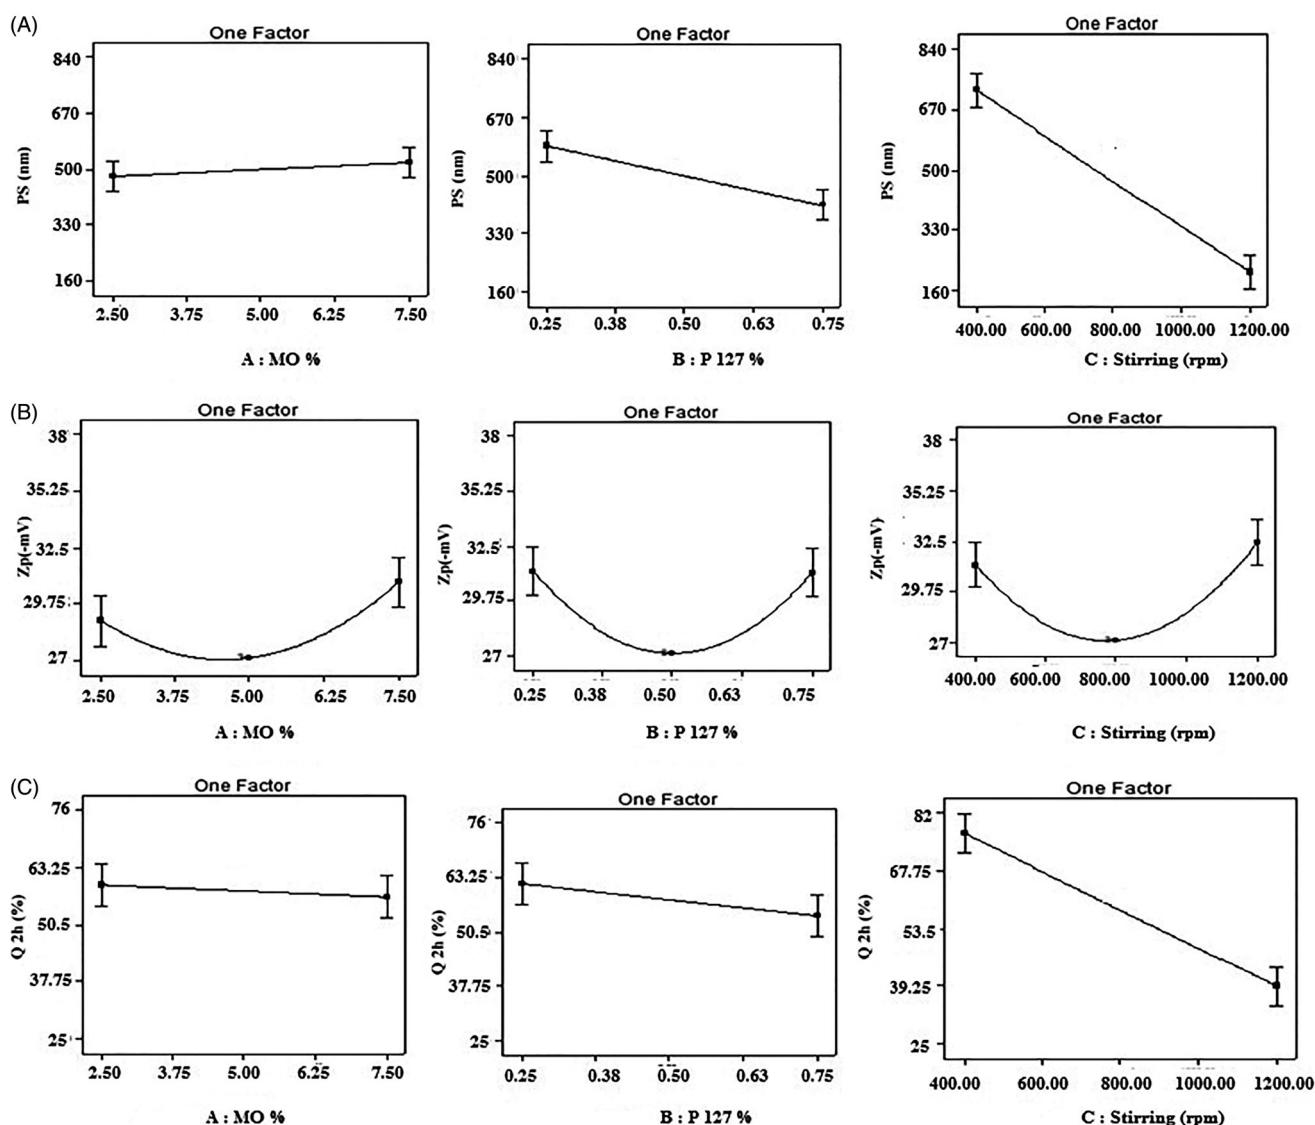 (A)
One Factor
840
670
500
330
160
PS (nm)
2.50 3.75 5.00 6.25 7.50
A : MO %
One Factor
840
670
500
330
160
PS (nm)
0.25 0.38 0.50 0.63 0.75
B : P 127 %
One Factor
840
670
500
330
160
PS (nm)
400.00 600.00 800.00 1000.00 1200.00
C : Stirring (rpm)
(B)
One Factor
38
35.25
32.5
29.75
27
Zp(-mV)
2.50 3.75 5.00 6.25 7.50
A : MO %
One Factor
38
35.25
32.5
29.75
27
Zp(-mV)
0.25 0.38 0.50 0.63 0.75
B : P 127 %
One Factor
38
35.25
32.5
29.75
27
Zp(-mV)
400.00 600.00 800.00 1000.00 1200.00
C : Stirring (rpm)
(C)
One Factor
76
63.25
50.5
37.75
25
Q 2h (%)
2.50 3.75 5.00 6.25 7.50
A : MO %
One Factor
76
63.25
50.5
37.75
25
Q 2h (%)
0.25 0.38 0.50 0.63 0.75
B : P 127 %
One Factor
82
67.75
53.5
39.25
25
Q 2h (%)
400.00 600.00 800.00 1000.00 1200.00
C : Stirring (rpm)